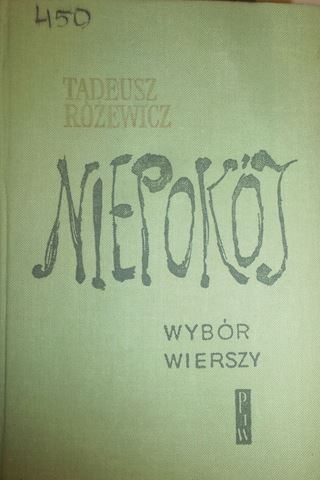 450
TADEUSZ
RÓŻEWICZ
NIEPOKÓJ
WYBÓR
WIERSZY
PIW